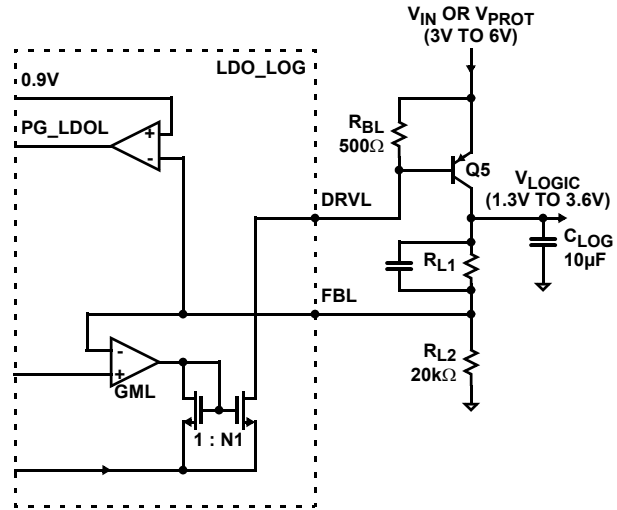 V_IN OR V_PROT
(3V TO 6V)
LDO_LOG
0.9V
PG_LDOL
+
-
R_BL
500Ω
Q5
V_LOGIC
(1.3V TO 3.6V)
DRVL
C_LOG
10µF
R_L1
FBL
-
+
GML
R_L2
20kΩ
1 : N1